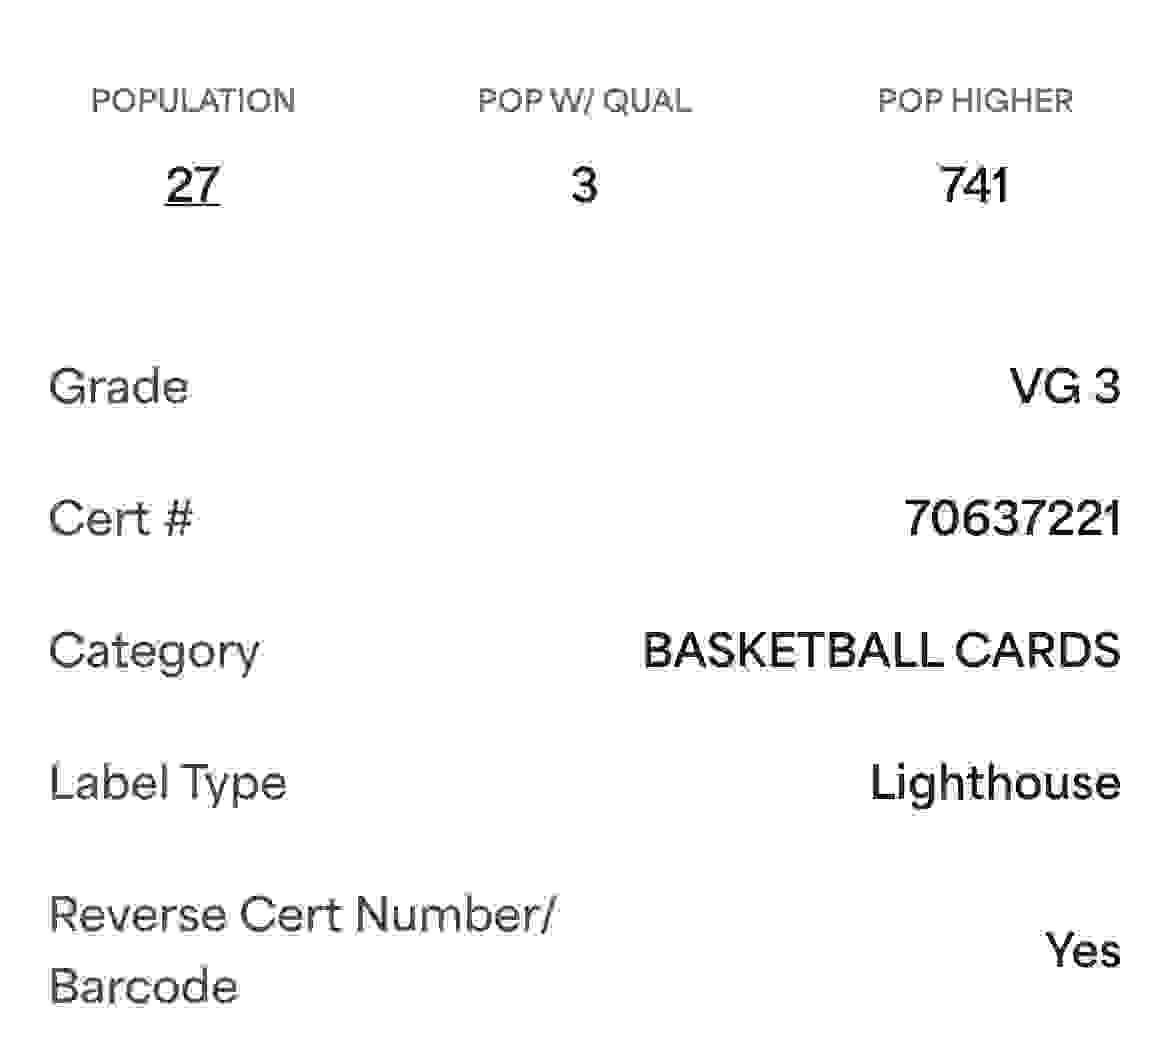 POPULATION POP W/ QUAL POP HIGHER
27 3 741
Grade VG 3
Cert # 70637221
Category BASKETBALL CARDS
Label Type Lighthouse
Reverse Cert Number/
Barcode Yes